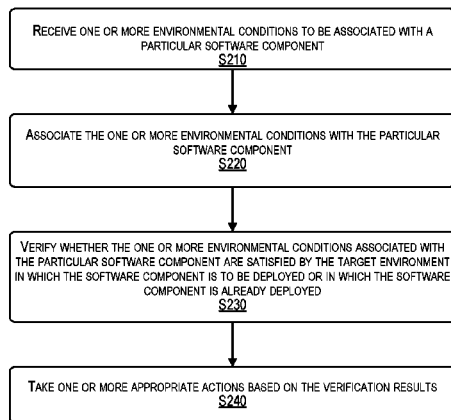 RECEIVE ONE OR MORE ENVIRONMENTAL CONDITIONS TO BE ASSOCIATED WITH A
PARTICULAR SOFTWARE COMPONENT
S210
ASSOCIATE THE ONE OR MORE ENVIRONMENTAL CONDITIONS WITH THE PARTICULAR
SOFTWARE COMPONENT
S220
VERIFY WHETHER THE ONE OR MORE ENVIRONMENTAL CONDITIONS ASSOCIATED WITH
THE PARTICULAR SOFTWARE COMPONENT ARE SATISFIED BY THE TARGET ENVIRONMENT
IN WHICH THE SOFTWARE COMPONENT IS TO BE DEPLOYED OR IN WHICH THE SOFTWARE
COMPONENT IS ALREADY DEPLOYED
S230
TAKE ONE OR MORE APPROPRIATE ACTIONS BASED ON THE VERIFICATION RESULTS
S240